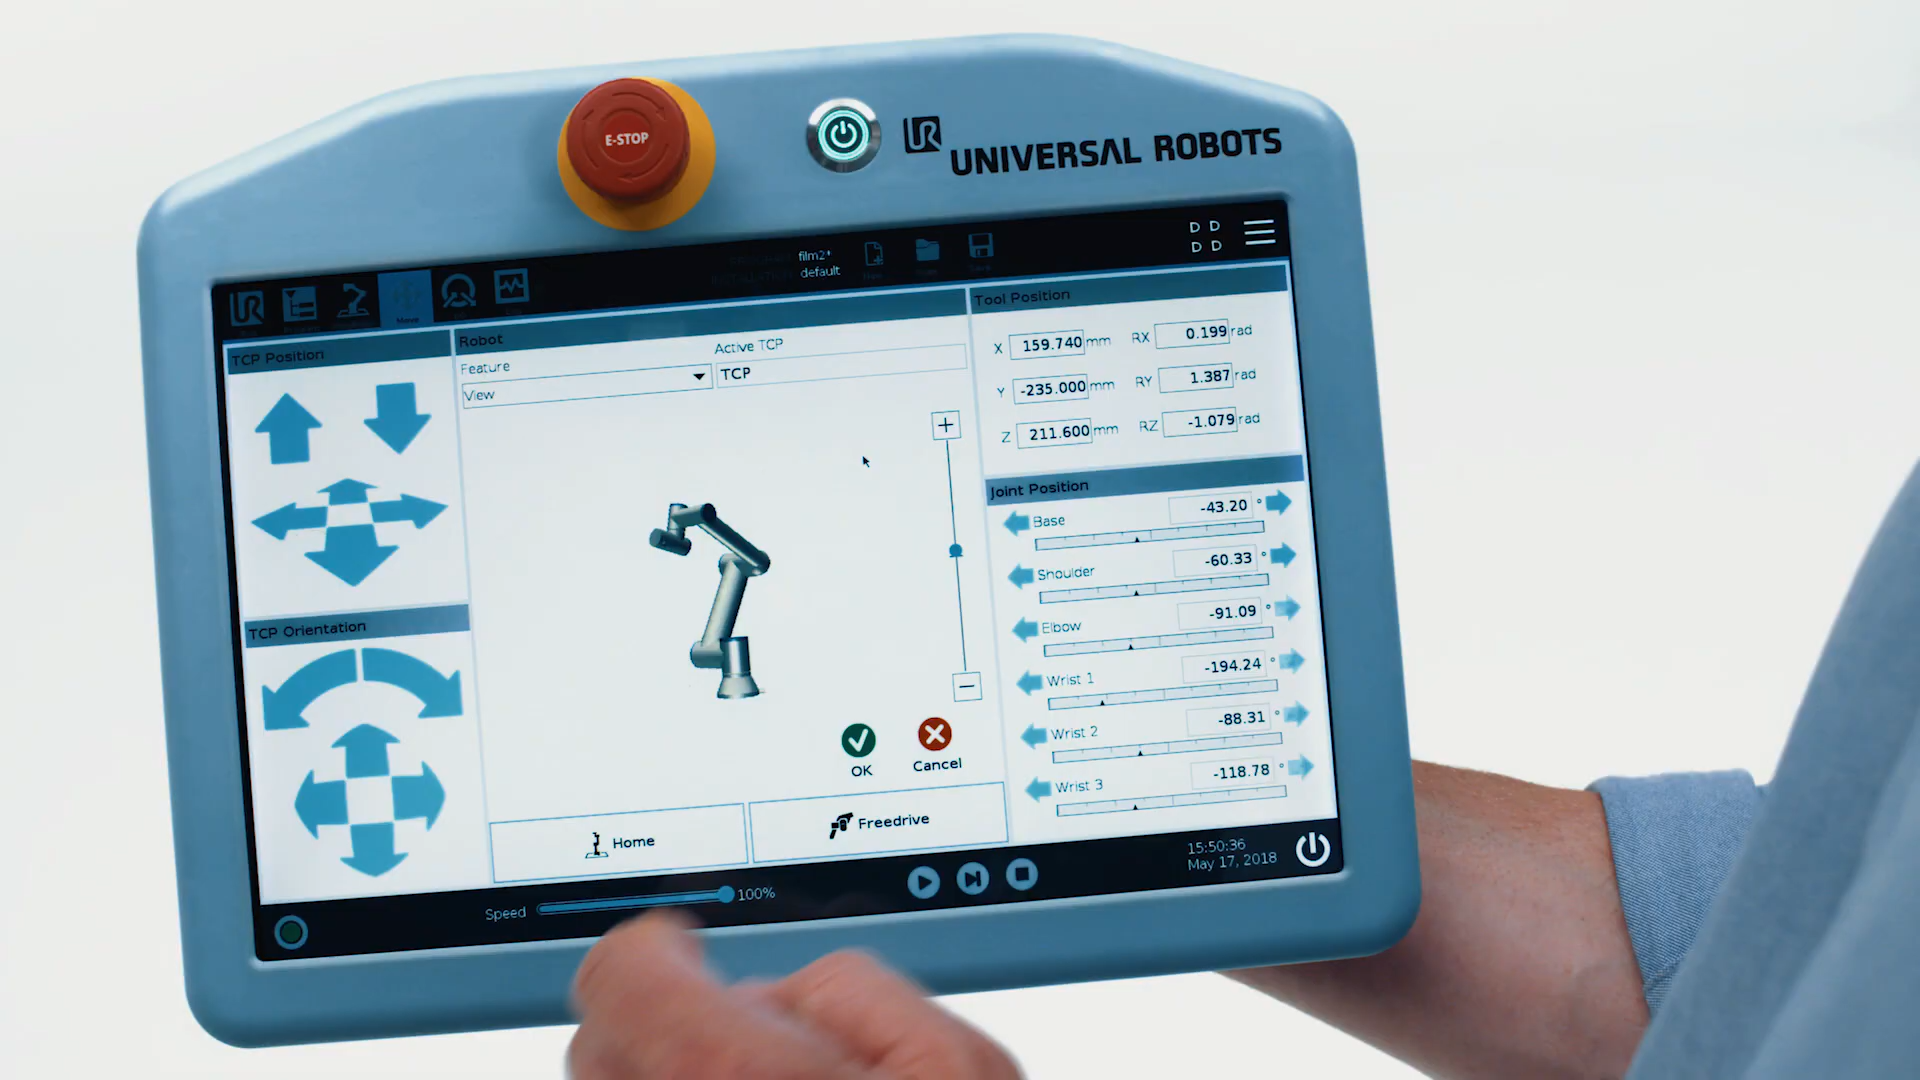 E-STOP
UR
UNIVERSAL ROBOTS
film2*
default
D D
D D
UR
Move
TCP Position
Robot
Feature
View
Active TCP
TCP
+
−
Tool Position
X 159.740 mm RX 0.199 rad
Y -235.000 mm RY 1.387 rad
Z 211.600 mm RZ -1.079 rad
Joint Position
Base -43.20 °
Shoulder -60.33 °
Elbow -91.09 °
Wrist 1 -194.24 °
Wrist 2 -88.31 °
Wrist 3 -118.78 °
TCP Orientation
OK
Cancel
Home
Freedrive
Speed 100%
15:50:36
May 17, 2018